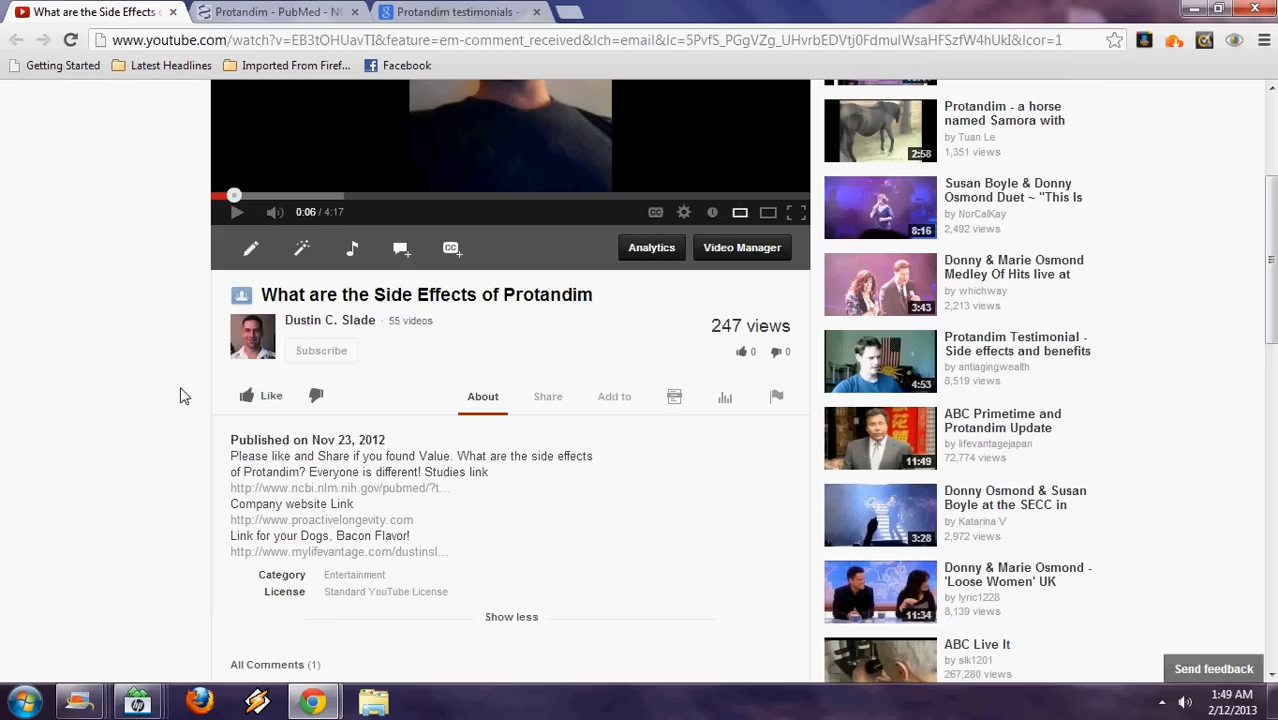 What are the Side Effects
Protandim - PubMed - NC
Protandim testimonials -
www.youtube.com/watch?v=EB3tOHUavTI&feature=em-comment_received&lch=email&lc=5PvfS_PGgVZg_UHvrbEDVtj0FdmulWsaHFSzfW4hUkI&lcor=1
Getting Started
Latest Headlines
Imported From Firef...
Facebook
0:06 / 4:17
CC
Analytics
Video Manager
What are the Side Effects of Protandim
Dustin C. Slade · 55 videos
Subscribe
247 views
0 0
Like
About
Share
Add to
Published on Nov 23, 2012
Please like and Share if you found Value. What are the side effects
of Protandim? Everyone is different! Studies link
http://www.ncbi.nlm.nih.gov/pubmed/?t...
Company website Link
http://www.proactivelongevity.com
Link for your Dogs, Bacon Flavor!
http://www.mylifevantage.com/dustinsl...
Category Entertainment
License Standard YouTube License
Show less
All Comments (1)
Protandim - a horse
named Samora with
by Tuan Le
1,351 views
2:58
Susan Boyle & Donny
Osmond Duet ~ "This Is
by NorCalKay
2,492 views
8:16
Donny & Marie Osmond
Medley Of Hits live at
by whichway
2,213 views
3:43
Protandim Testimonial -
Side effects and benefits
by antiagingwealth
8,519 views
4:53
ABC Primetime and
Protandim Update
by lifevantagejapan
72,774 views
11:49
Donny Osmond & Susan
Boyle at the SECC in
by Katarina V
2,972 views
3:28
Donny & Marie Osmond -
'Loose Women' UK
by lyric1228
8,139 views
11:34
ABC Live It
by slk1201
267,280 views
Send feedback
1:49 AM
2/12/2013